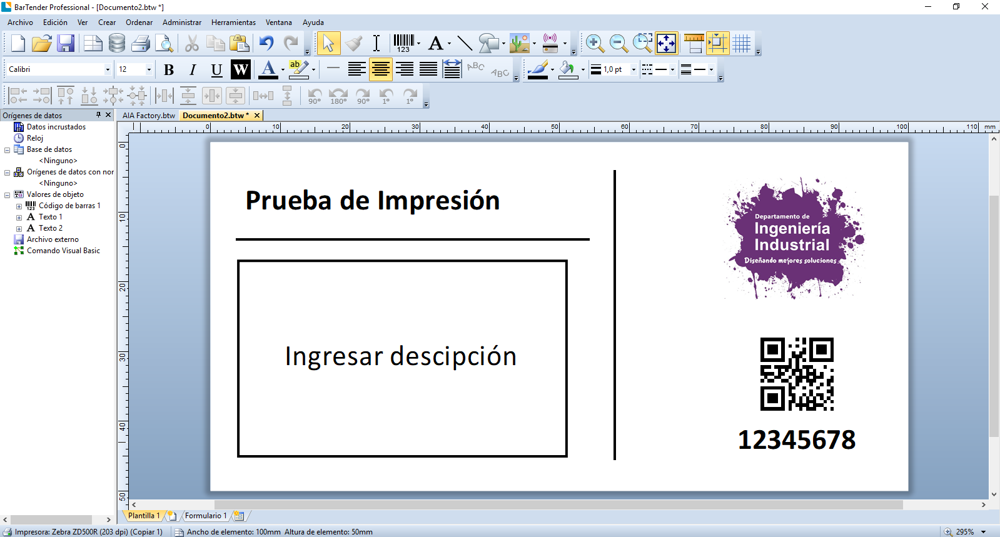 BarTender Professional - [Documento2.btw *]
Archivo Edición Ver Crear Ordenar Administrar Herramientas Ventana Ayuda
123 A
Calibri 12 B I U W A ab ABC ABC 1,0 pt
90° 180° 90° 1° 1°
Orígenes de datos
AIA Factory.btw Documento2.btw *
Datos incrustados
Reloj
Base de datos
<Ninguno>
Orígenes de datos con nor
<Ninguno>
Valores de objeto
Código de barras 1
A Texto 1
A Texto 2
Archivo externo
Comando Visual Basic
0 10 20 30 40 50 60 70 80 90 100 110 mm
0
10
20
30
40
50
Prueba de Impresión
Ingresar descipción
Departamento de
Ingeniería
Industrial
Diseñando mejores soluciones
12345678
Plantilla 1 Formulario 1
Impresora: Zebra ZD500R (203 dpi) (Copiar 1) Ancho de elemento: 100mm Altura de elemento: 50mm 295%